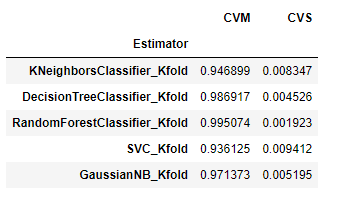 CVM CVS
Estimator
KNeighborsClassifier_Kfold 0.946899 0.008347
DecisionTreeClassifier_Kfold 0.986917 0.004526
RandomForestClassifier_Kfold 0.995074 0.001923
SVC_Kfold 0.936125 0.009412
GaussianNB_Kfold 0.971373 0.005195